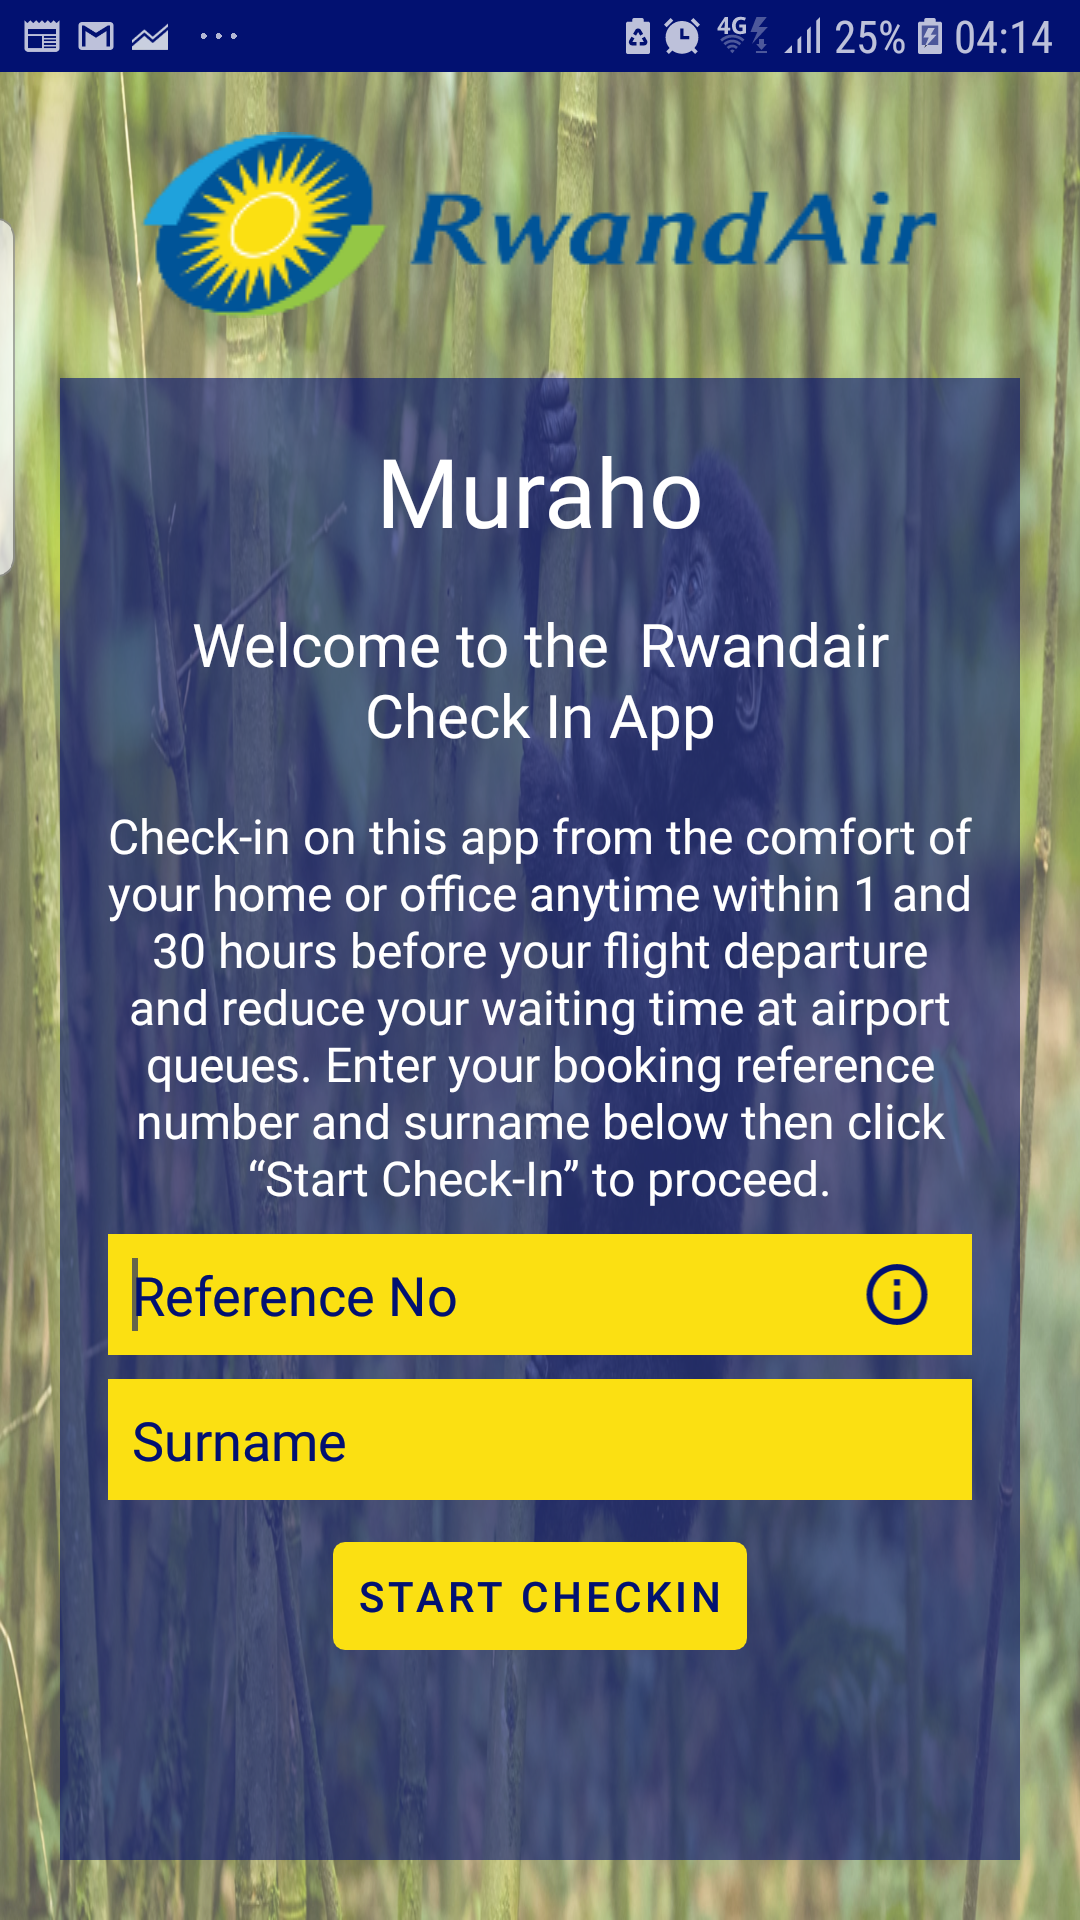 4G 25% 04:14
RwandAir
Muraho
Welcome to the Rwandair
Check In App
Check-in on this app from the comfort of
your home or office anytime within 1 and
30 hours before your flight departure
and reduce your waiting time at airport
queues. Enter your booking reference
number and surname below then click
“Start Check-In” to proceed.
Reference No
Surname
START CHECKIN